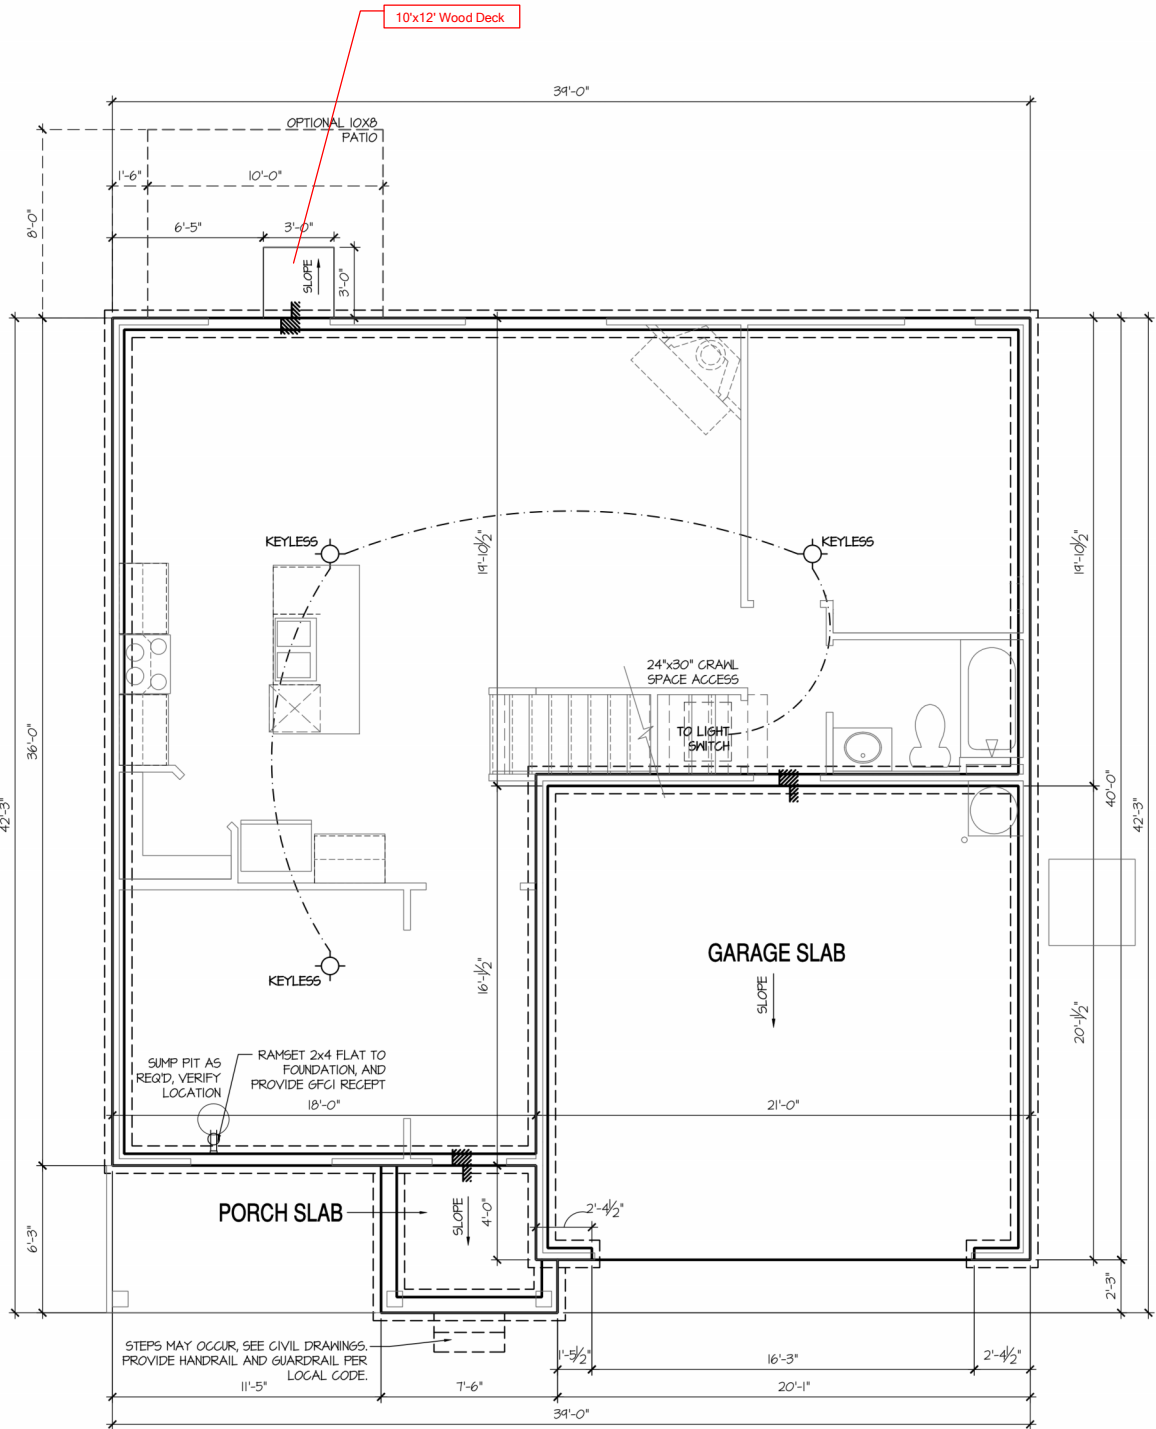 10'x12' Wood Deck
39'-0"
OPTIONAL 10X8
PATIO
1'-6"
10'-0"
8'-0"
6'-5"
3'-0"
SLOPE
3'-0"
KEYLESS
KEYLESS
19'-10½"
19'-10½"
24"x30" CRAWL
SPACE ACCESS
TO LIGHT
SWITCH
36'-0"
42'-3"
40'-0"
42'-3"
GARAGE SLAB
SLOPE
KEYLESS
16'-1½"
20'-1½"
SUMP PIT AS
REQ'D, VERIFY
LOCATION
RAMSET 2x4 FLAT TO
FOUNDATION, AND
PROVIDE GFCI RECEPT
18'-0"
21'-0"
PORCH SLAB
SLOPE
4'-0"
2'-4½"
6'-3"
2'-3"
STEPS MAY OCCUR, SEE CIVIL DRAWINGS.
PROVIDE HANDRAIL AND GUARDRAIL PER
LOCAL CODE.
1'-5½"
16'-3"
2'-4½"
11'-5"
7'-6"
20'-1"
39'-0"